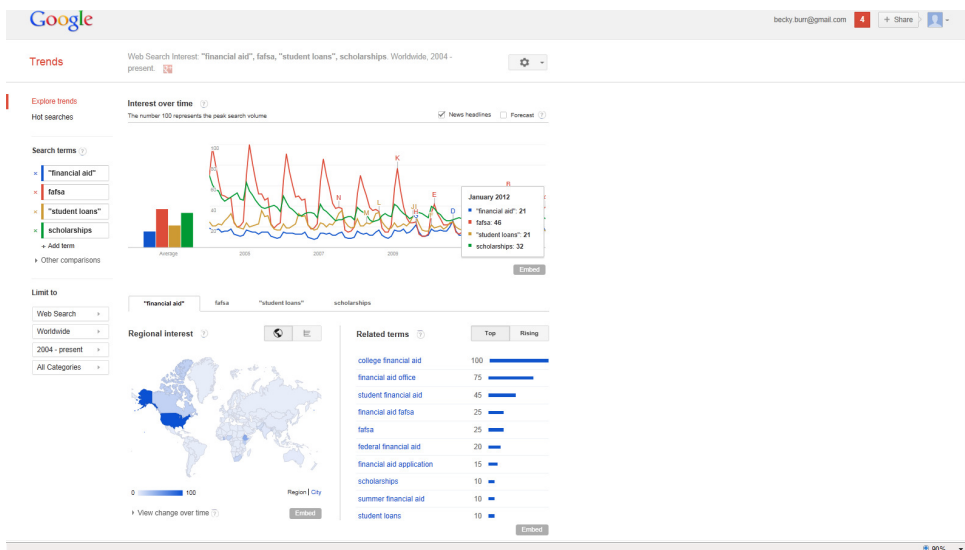 Google
becky.burr@gmail.com 4 + Share
Trends
Web Search Interest: "financial aid", fafsa, "student loans", scholarships. Worldwide, 2004 -
present.
Explore trends
Hot searches
Search terms ?
× "financial aid"
× fafsa
× "student loans"
× scholarships
+ Add term
Other comparisons
Limit to
Web Search
Worldwide
2004 - present
All Categories
Interest over time ?
The number 100 represents the peak search volume
News headlines Forecast ?
100
80
60
40
20
Average 2005 2007 2009
N M L K J H E D B
January 2012
"financial aid": 21
fafsa: 46
"student loans": 21
scholarships: 32
Embed
"financial aid" fafsa "student loans" scholarships
Regional interest ?
0 100
Region | City
View change over time ?
Embed
Related terms ?
Top Rising
college financial aid 100
financial aid office 75
student financial aid 45
financial aid fafsa 25
fafsa 25
federal financial aid 20
financial aid application 15
scholarships 10
summer financial aid 10
student loans 10
Embed
90%